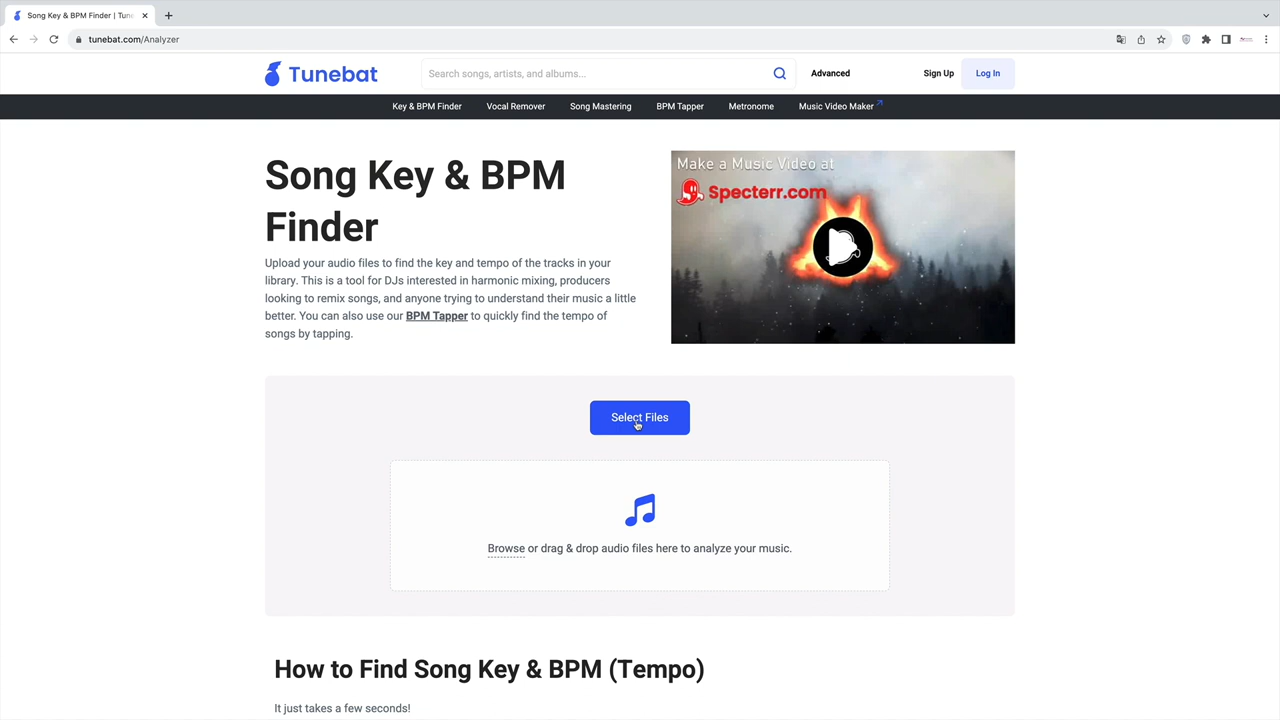 Song Key & BPM Finder | Tune
tunebat.com/Analyzer
Tunebat
Search songs, artists, and albums...
Advanced
Sign Up
Log In
Key & BPM Finder
Vocal Remover
Song Mastering
BPM Tapper
Metronome
Music Video Maker
Song Key & BPM
Finder
Upload your audio files to find the key and tempo of the tracks in your
library. This is a tool for DJs interested in harmonic mixing, producers
looking to remix songs, and anyone trying to understand their music a little
better. You can also use our BPM Tapper to quickly find the tempo of
songs by tapping.
Make a Music Video at
Specterr.com
Select Files
Browse or drag & drop audio files here to analyze your music.
How to Find Song Key & BPM (Tempo)
It just takes a few seconds!